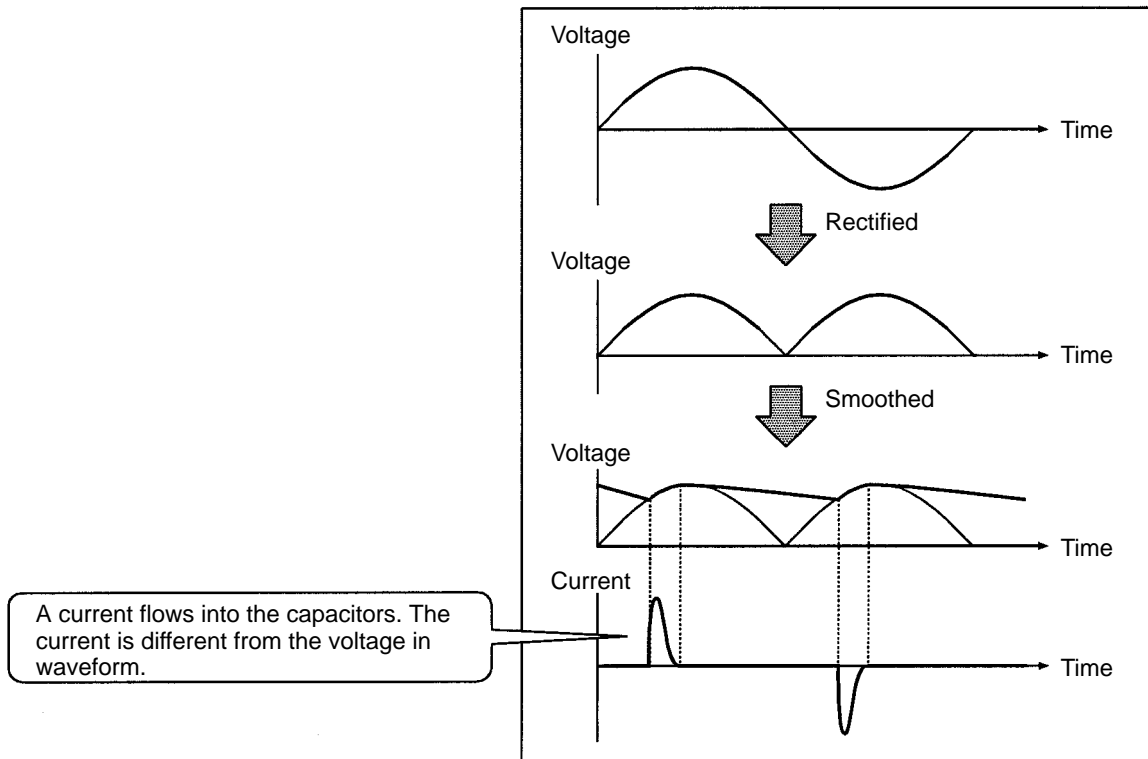 Voltage
Time
Rectified
Voltage
Time
Smoothed
Voltage
Time
Current
A current flows into the capacitors. The
current is different from the voltage in
waveform.
Time